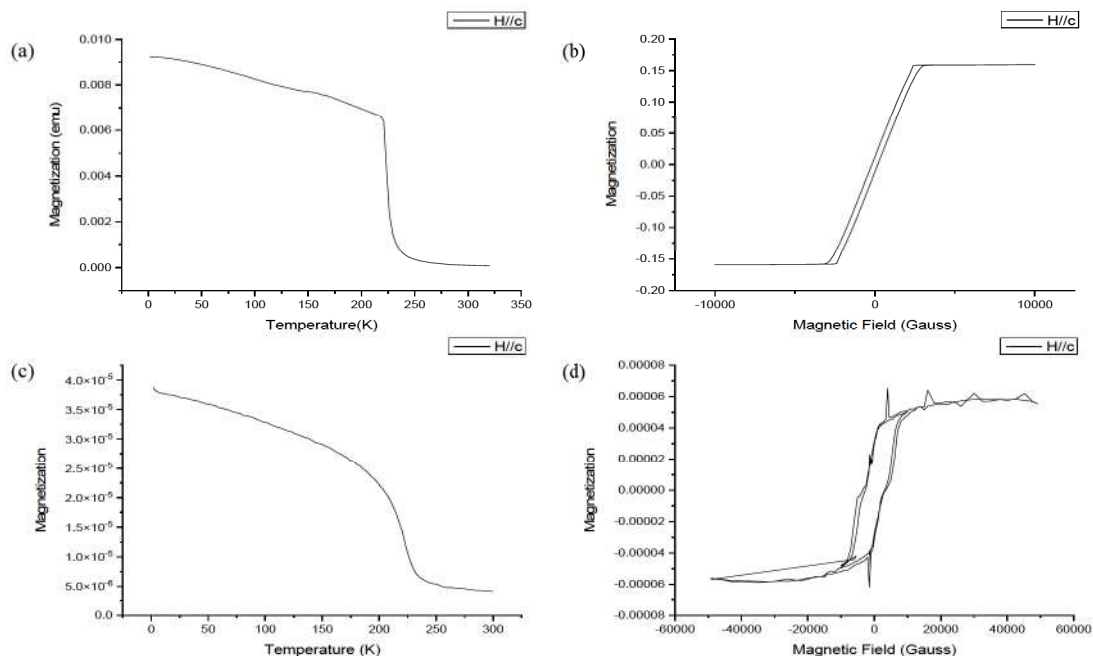 (a)
H//c
0.010
0.008
0.006
0.004
0.002
0.000
Magnetization (emu)
0 50 100 150 200 250 300 350
Temperature(K)
(b)
H//c
0.20
0.15
0.10
0.05
0.00
-0.05
-0.10
-0.15
-0.20
Magnetization
-10000 0 10000
Magnetic Field (Gauss)
(c)
H//c
4.0×10⁻⁵
3.5×10⁻⁵
3.0×10⁻⁵
2.5×10⁻⁵
2.0×10⁻⁵
1.5×10⁻⁵
1.0×10⁻⁵
5.0×10⁻⁶
0.0
Magnetization
0 50 100 150 200 250 300
Temperature (K)
(d)
H//c
0.00008
0.00006
0.00004
0.00002
0.00000
-0.00002
-0.00004
-0.00006
-0.00008
Magnetization
-60000 -40000 -20000 0 20000 40000 60000
Magnetic Field (Gauss)